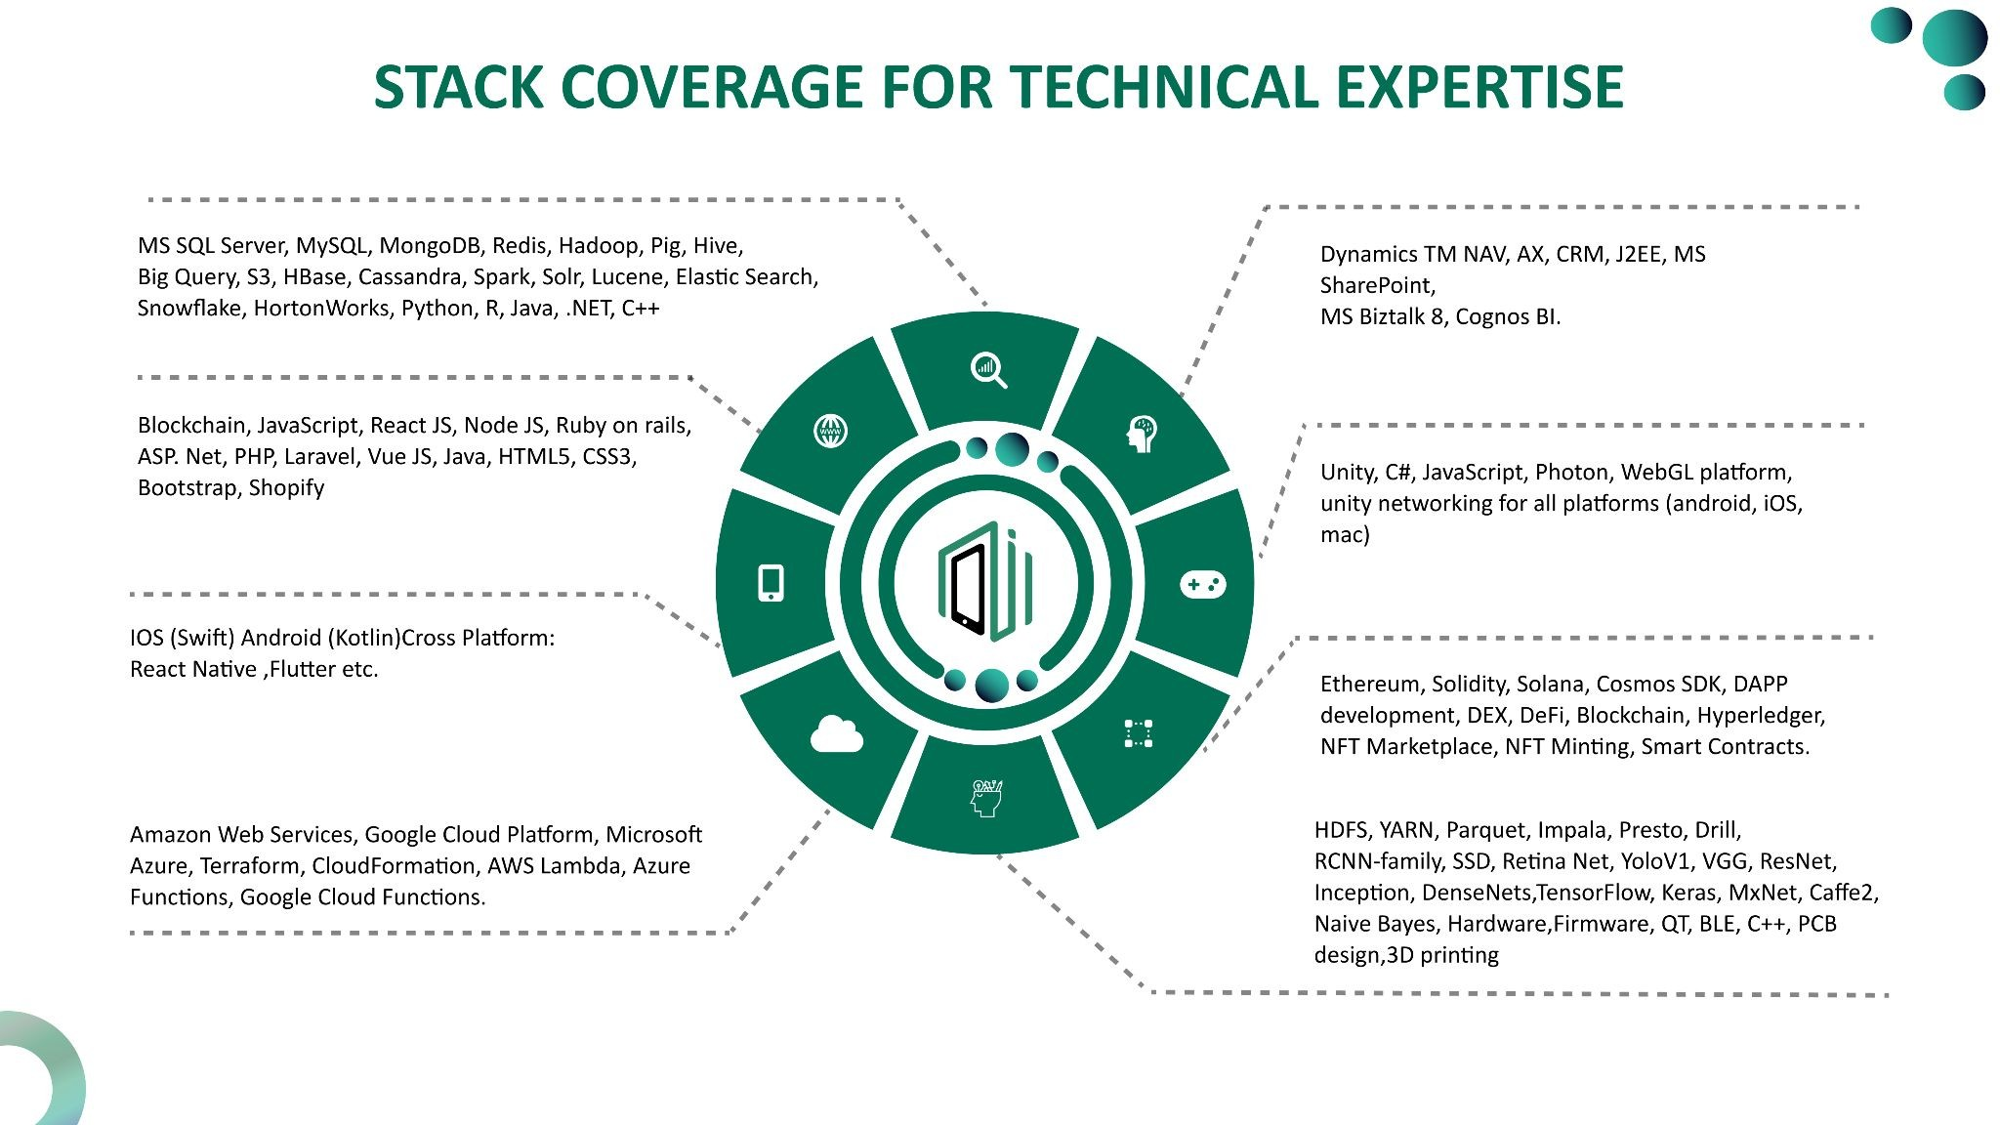 STACK COVERAGE FOR TECHNICAL EXPERTISE
MS SQL Server, MySQL, MongoDB, Redis, Hadoop, Pig, Hive,
Big Query, S3, HBase, Cassandra, Spark, Solr, Lucene, Elastic Search,
Snowflake, HortonWorks, Python, R, Java, .NET, C++
Blockchain, JavaScript, React JS, Node JS, Ruby on rails,
ASP. Net, PHP, Laravel, Vue JS, Java, HTML5, CSS3,
Bootstrap, Shopify
IOS (Swift) Android (Kotlin)Cross Platform:
React Native ,Flutter etc.
Amazon Web Services, Google Cloud Platform, Microsoft
Azure, Terraform, CloudFormation, AWS Lambda, Azure
Functions, Google Cloud Functions.
WWW
Dynamics TM NAV, AX, CRM, J2EE, MS
SharePoint,
MS Biztalk 8, Cognos BI.
Unity, C#, JavaScript, Photon, WebGL platform,
unity networking for all platforms (android, iOS,
mac)
Ethereum, Solidity, Solana, Cosmos SDK, DAPP
development, DEX, DeFi, Blockchain, Hyperledger,
NFT Marketplace, NFT Minting, Smart Contracts.
HDFS, YARN, Parquet, Impala, Presto, Drill,
RCNN-family, SSD, Retina Net, YoloV1, VGG, ResNet,
Inception, DenseNets,TensorFlow, Keras, MxNet, Caffe2,
Naive Bayes, Hardware,Firmware, QT, BLE, C++, PCB
design,3D printing